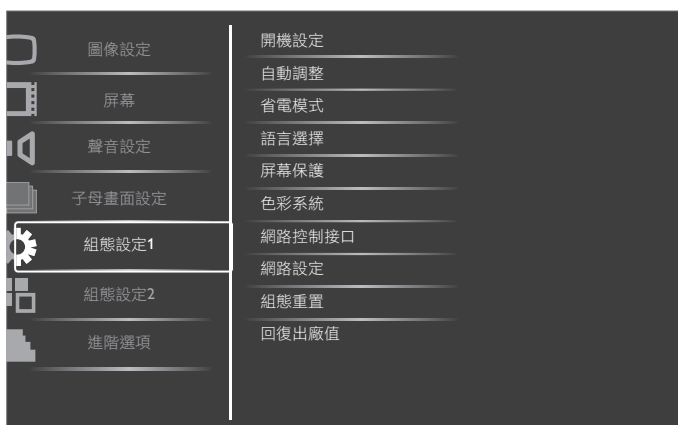 圖像設定
屏幕
聲音設定
子母畫面設定
組態設定1
組態設定2
進階選項
開機設定
自動調整
省電模式
語言選擇
屏幕保護
色彩系統
網路控制接口
網路設定
組態重置
回復出廠值